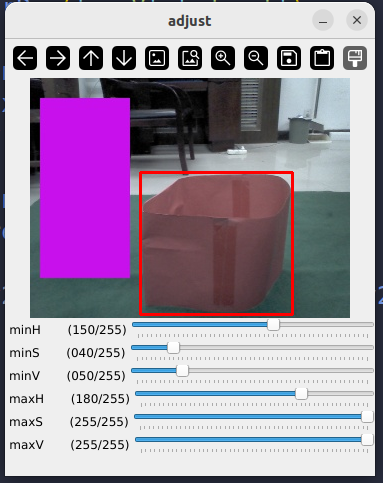 adjust
minH (150/255)
minS (040/255)
minV (050/255)
maxH (180/255)
maxS (255/255)
maxV (255/255)